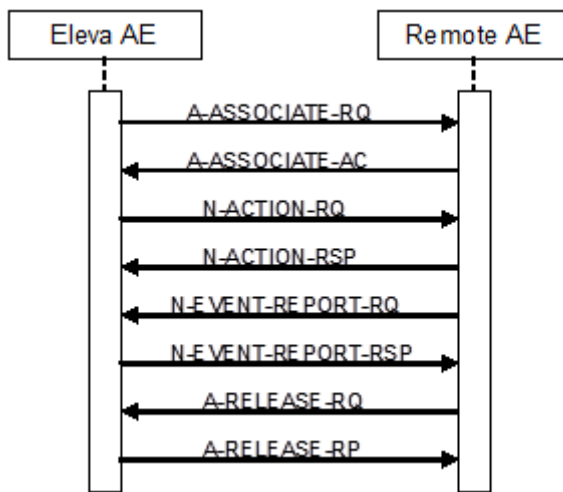 Eleva AE
Remote AE
A-ASSOCIATE-RQ
A-ASSOCIATE-AC
N-ACTION-RQ
N-ACTION-RSP
N-EVENT-REPORT-RQ
N-EVENT-REPORT-RSP
A-RELEASE-RQ
A-RELEASE-RP